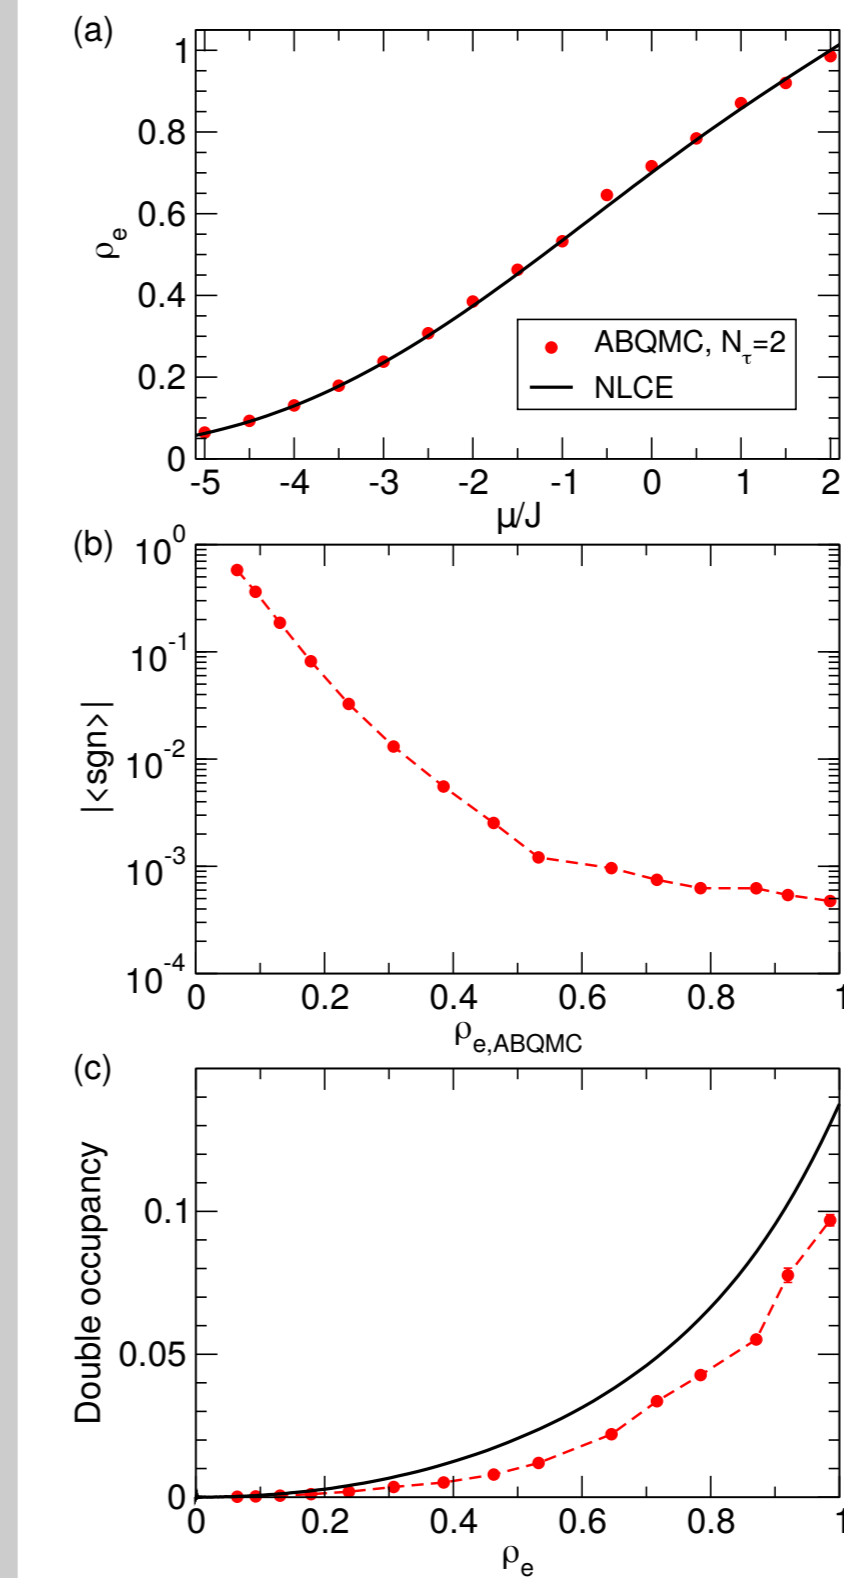 (a)
1
0.8
0.6
0.4
0.2
0
ρe
ABQMC, Nτ=2
NLCE
-5 -4 -3 -2 -1 0 1 2
μ/J
(b)
10^0
10^-1
10^-2
10^-3
10^-4
|<sgn>|
0 0.2 0.4 0.6 0.8 1
ρe,ABQMC
(c)
0.1
0.05
0
Double occupancy
0 0.2 0.4 0.6 0.8 1
ρe